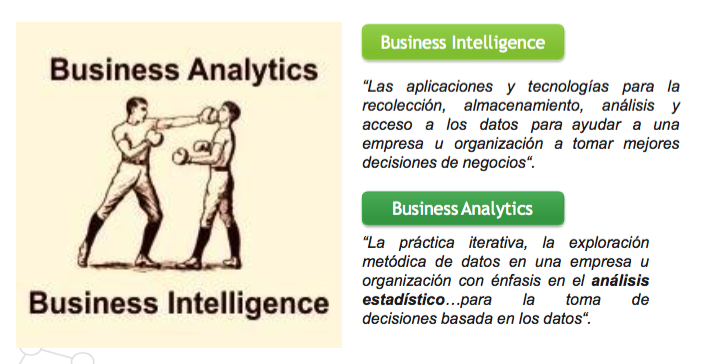 Business Analytics
Business Intelligence
Business Intelligence
“Las aplicaciones y tecnologías para la
recolección, almacenamiento, análisis y
acceso a los datos para ayudar a una
empresa u organización a tomar mejores
decisiones de negocios“.
Business Analytics
“La práctica iterativa, la exploración
metódica de datos en una empresa u
organización con énfasis en el análisis
estadístico…para la toma de
decisiones basada en los datos“.